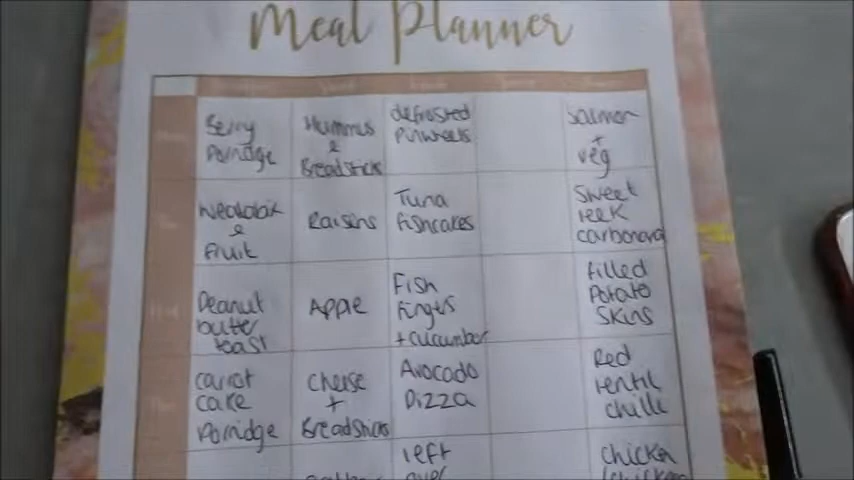 Meal Planner
Berry
Porridge
Hummus
&
Breadsticks
defrosted
Pinwheels
Salmon
+
veg
Weetabix
&
fruit
Raisins
Tuna
fishcakes
Sweet
leek
carbonara
Peanut
butter
toast
Apple
Fish
fingers
+ cucumber
filled
Potato
Skins
carrot
cake
Porridge
cheese
+
Breadsticks
Avocado
Pizza
Red
lentil
chilli
left
over
chicken